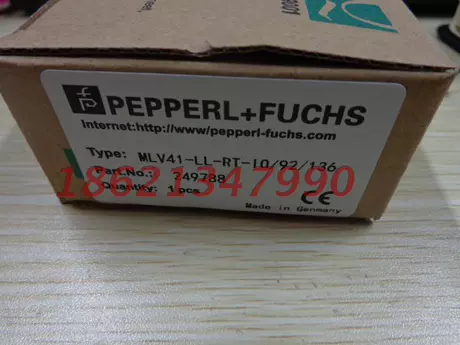 PEPPERL+FUCHS
Internet:http://www.pepperl-fuchs.com
Type: MLV41-LL-RT-IO/92/136
Part.No.: 249788
Quantity: 1 pcs
CE
Made in Germany
18621347990